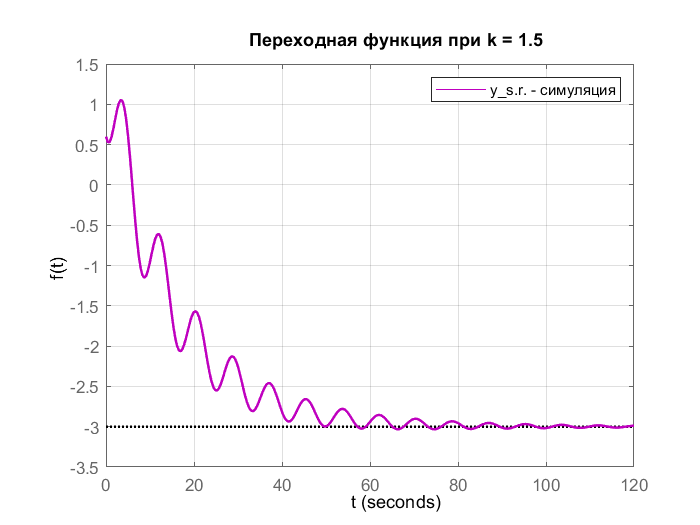 Переходная функция при k = 1.5
y_s.r. - симуляция
f(t)
1.5
1
0.5
0
-0.5
-1
-1.5
-2
-2.5
-3
-3.5
0 20 40 60 80 100 120
t (seconds)